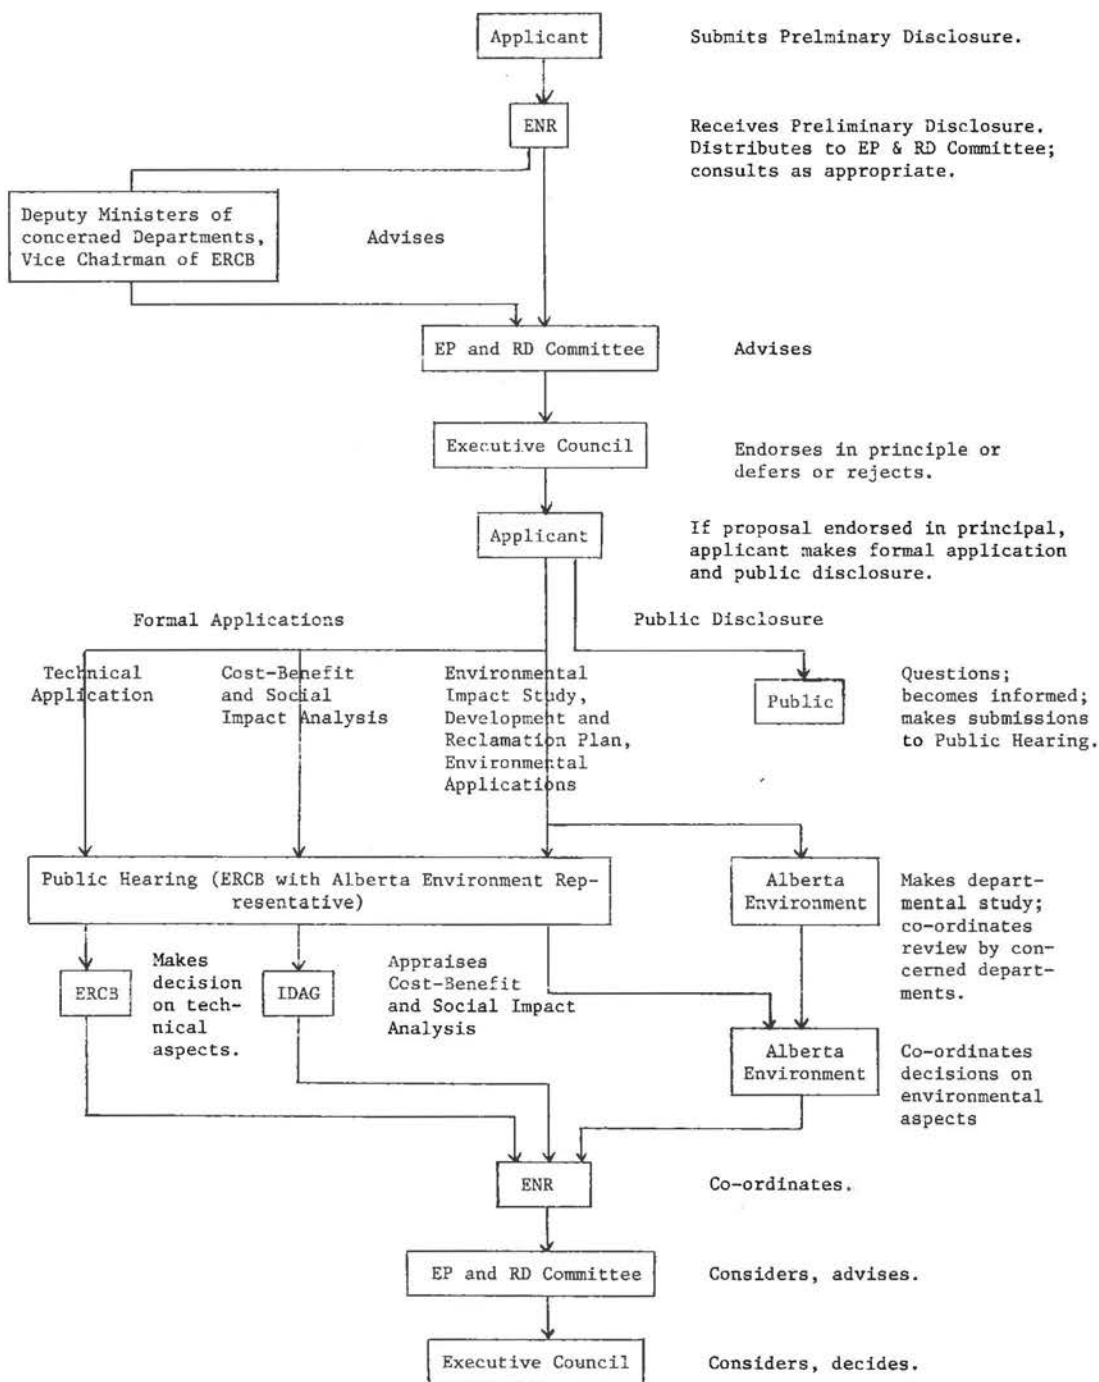 Applicant
Submits Prelminary Disclosure.
ENR
Receives Preliminary Disclosure.
Distributes to EP & RD Committee;
consults as appropriate.
Deputy Ministers of
concerned Departments,
Vice Chairman of ERCB
Advises
EP and RD Committee
Advises
Executive Council
Endorses in principle or
defers or rejects.
Applicant
If proposal endorsed in principal,
applicant makes formal application
and public disclosure.
Formal Applications
Public Disclosure
Technical
Application
Cost-Benefit
and Social
Impact Analysis
Environmental
Impact Study,
Development and
Reclamation Plan,
Environmental
Applications
Public
Questions;
becomes informed;
makes submissions
to Public Hearing.
Public Hearing (ERCB with Alberta Environment Rep-
resentative)
Alberta
Environment
Makes depart-
mental study;
co-ordinates
review by con-
cerned depart-
ments.
ERCB
Makes
decision
on tech-
nical
aspects.
IDAG
Appraises
Cost-Benefit
and Social Impact
Analysis
Alberta
Environment
Co-ordinates
decisions on
environmental
aspects
ENR
Co-ordinates.
EP and RD Committee
Considers, advises.
Executive Council
Considers, decides.